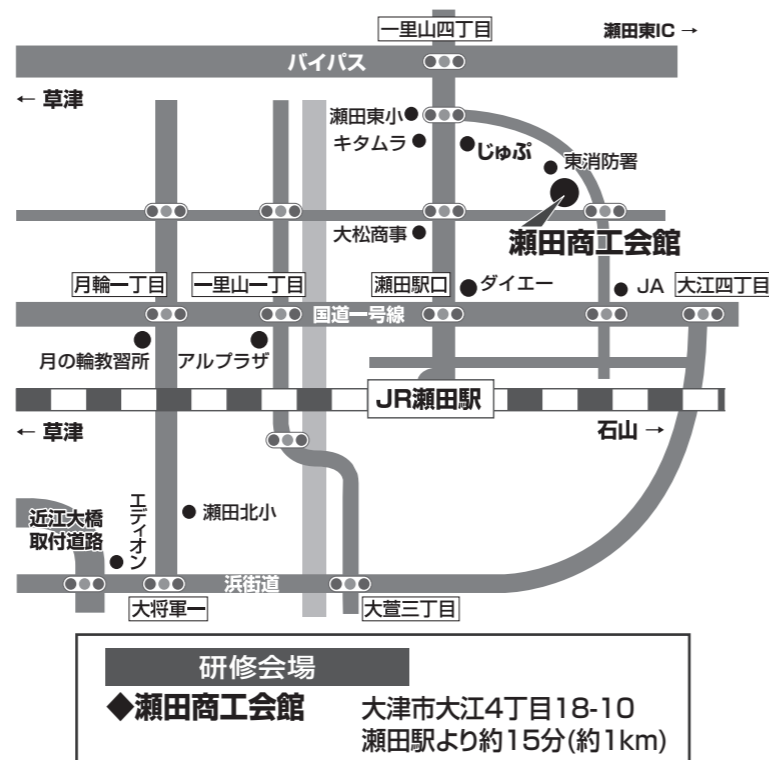 一里山四丁目
瀬田東IC →
バイパス
← 草津
瀬田東小
キタムラ
じゅぷ
東消防署
大松商事
瀬田商工会館
月輪一丁目
一里山一丁目
瀬田駅口
ダイエー
JA
大江四丁目
国道一号線
月の輪教習所
アルプラザ
JR瀬田駅
← 草津
石山 →
近江大橋
取付道路
エディオン
瀬田北小
浜街道
大将軍一
大萱三丁目
研修会場
◆瀬田商工会館 大津市大江4丁目18-10
瀬田駅より約15分(約1km)